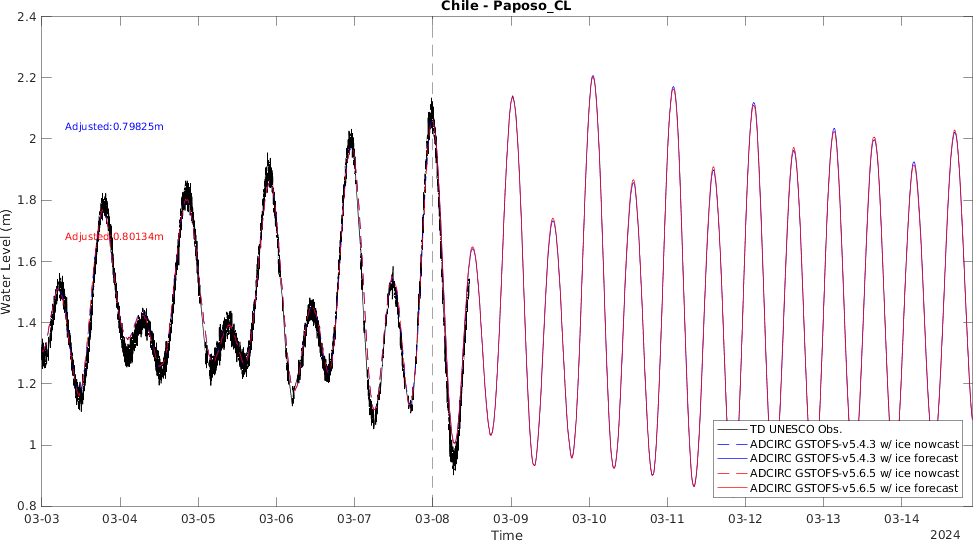 Chile - Paposo_CL
2.4
2.2
2
1.8
1.6
1.4
1.2
1
0.8
Water Level (m)
Adjusted:0.79825m
Adjusted:0.80134m
TD UNESCO Obs.
ADCIRC GSTOFS-v5.4.3 w/ ice nowcast
ADCIRC GSTOFS-v5.4.3 w/ ice forecast
ADCIRC GSTOFS-v5.6.5 w/ ice nowcast
ADCIRC GSTOFS-v5.6.5 w/ ice forecast
03-03 03-04 03-05 03-06 03-07 03-08 03-09 03-10 03-11 03-12 03-13 03-14
Time
2024